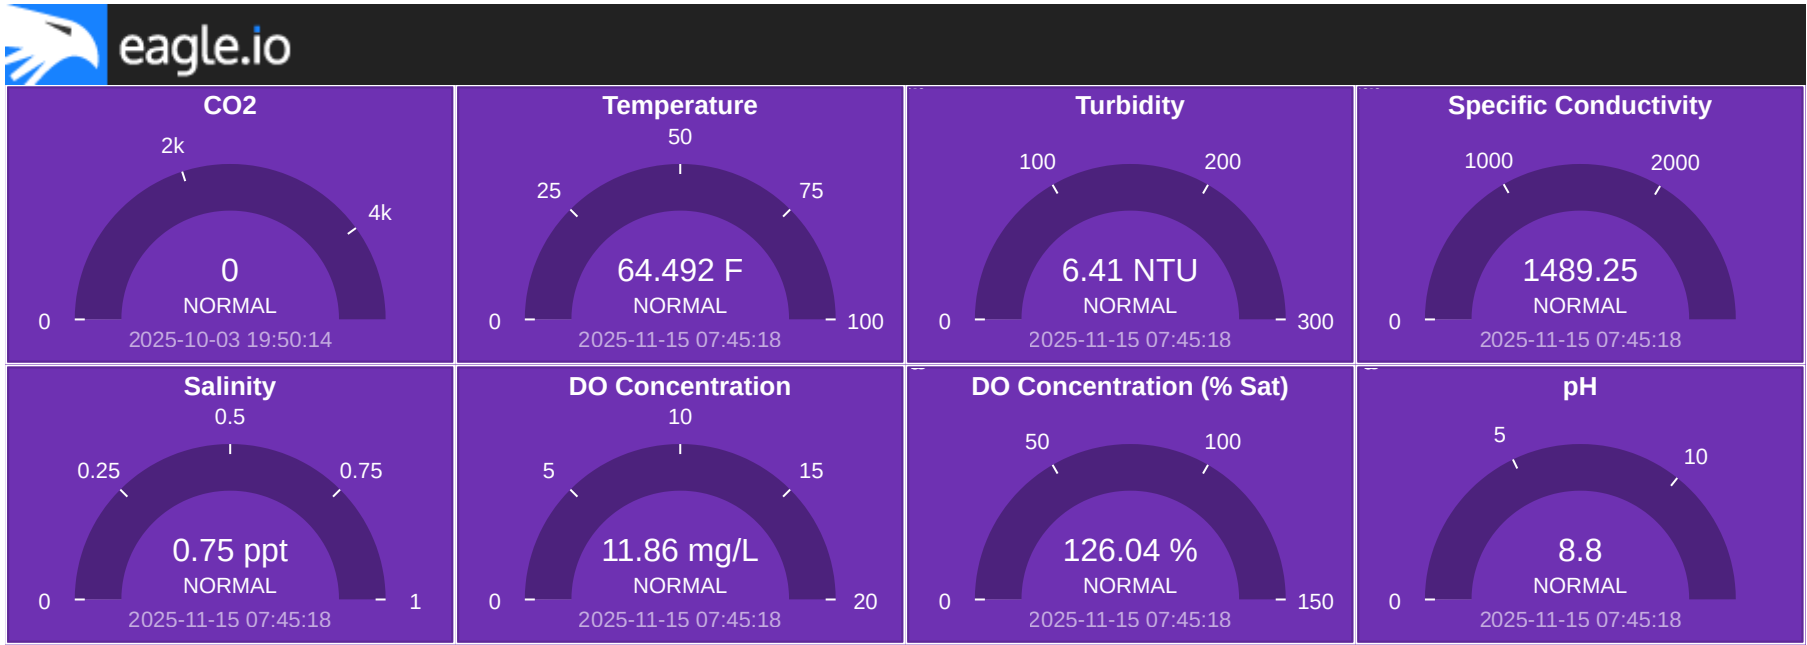 eagle.io
CO2
2k
4k
0
NORMAL
0
2025-10-03 19:50:14
Temperature
50
25
75
64.492 F
NORMAL
0
100
2025-11-15 07:45:18
Turbidity
100
200
6.41 NTU
NORMAL
0
300
2025-11-15 07:45:18
Specific Conductivity
1000
2000
1489.25
NORMAL
0
2025-11-15 07:45:18
Salinity
0.5
0.25
0.75
0.75 ppt
NORMAL
0
1
2025-11-15 07:45:18
DO Concentration
10
5
15
11.86 mg/L
NORMAL
0
20
2025-11-15 07:45:18
DO Concentration (% Sat)
50
100
126.04 %
NORMAL
0
150
2025-11-15 07:45:18
pH
5
10
8.8
NORMAL
0
2025-11-15 07:45:18